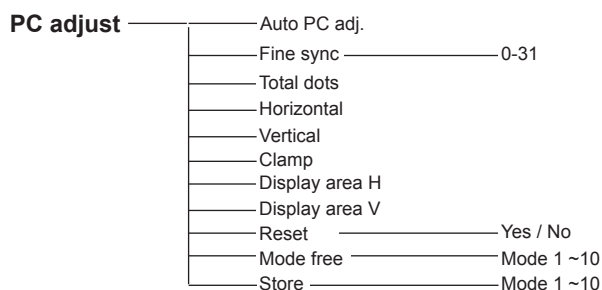 PC adjust Auto PC adj.
Fine sync 0-31
Total dots
Horizontal
Vertical
Clamp
Display area H
Display area V
Reset Yes / No
Mode free Mode 1 ~10
Store Mode 1 ~10